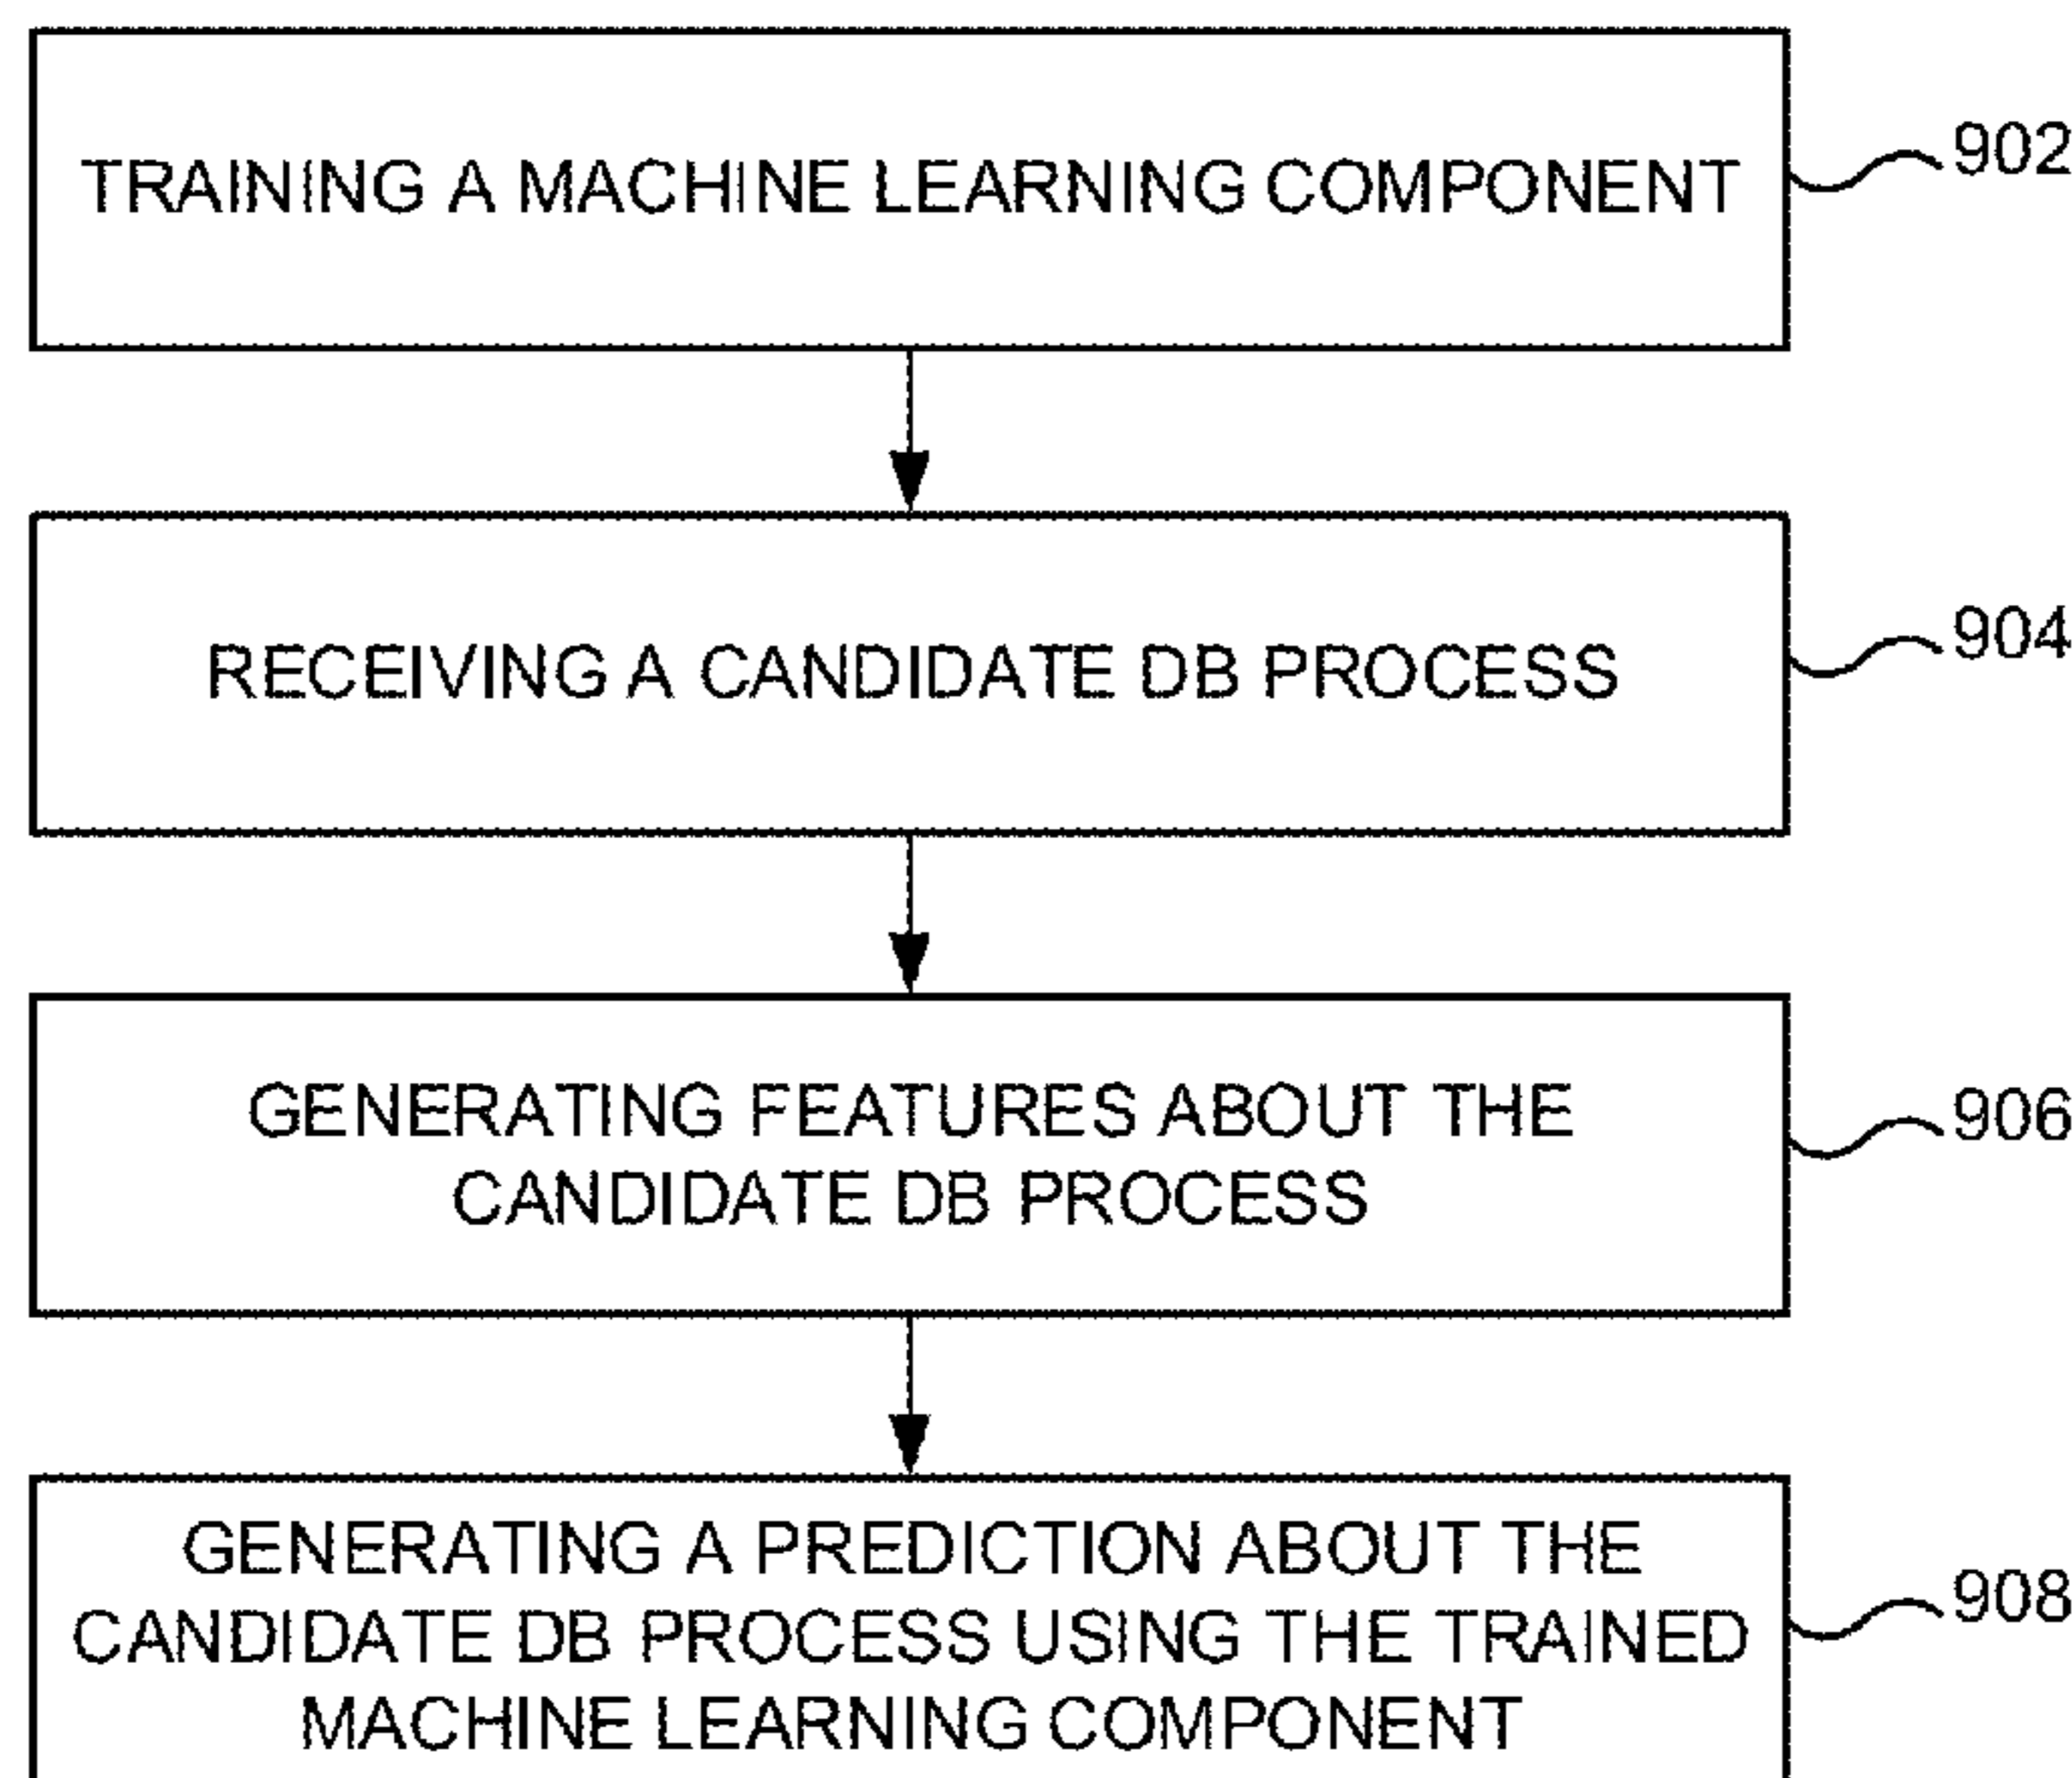 TRAINING A MACHINE LEARNING COMPONENT
902
RECEIVING A CANDIDATE DB PROCESS
904
GENERATING FEATURES ABOUT THE
CANDIDATE DB PROCESS
906
GENERATING A PREDICTION ABOUT THE
CANDIDATE DB PROCESS USING THE TRAINED
MACHINE LEARNING COMPONENT
908